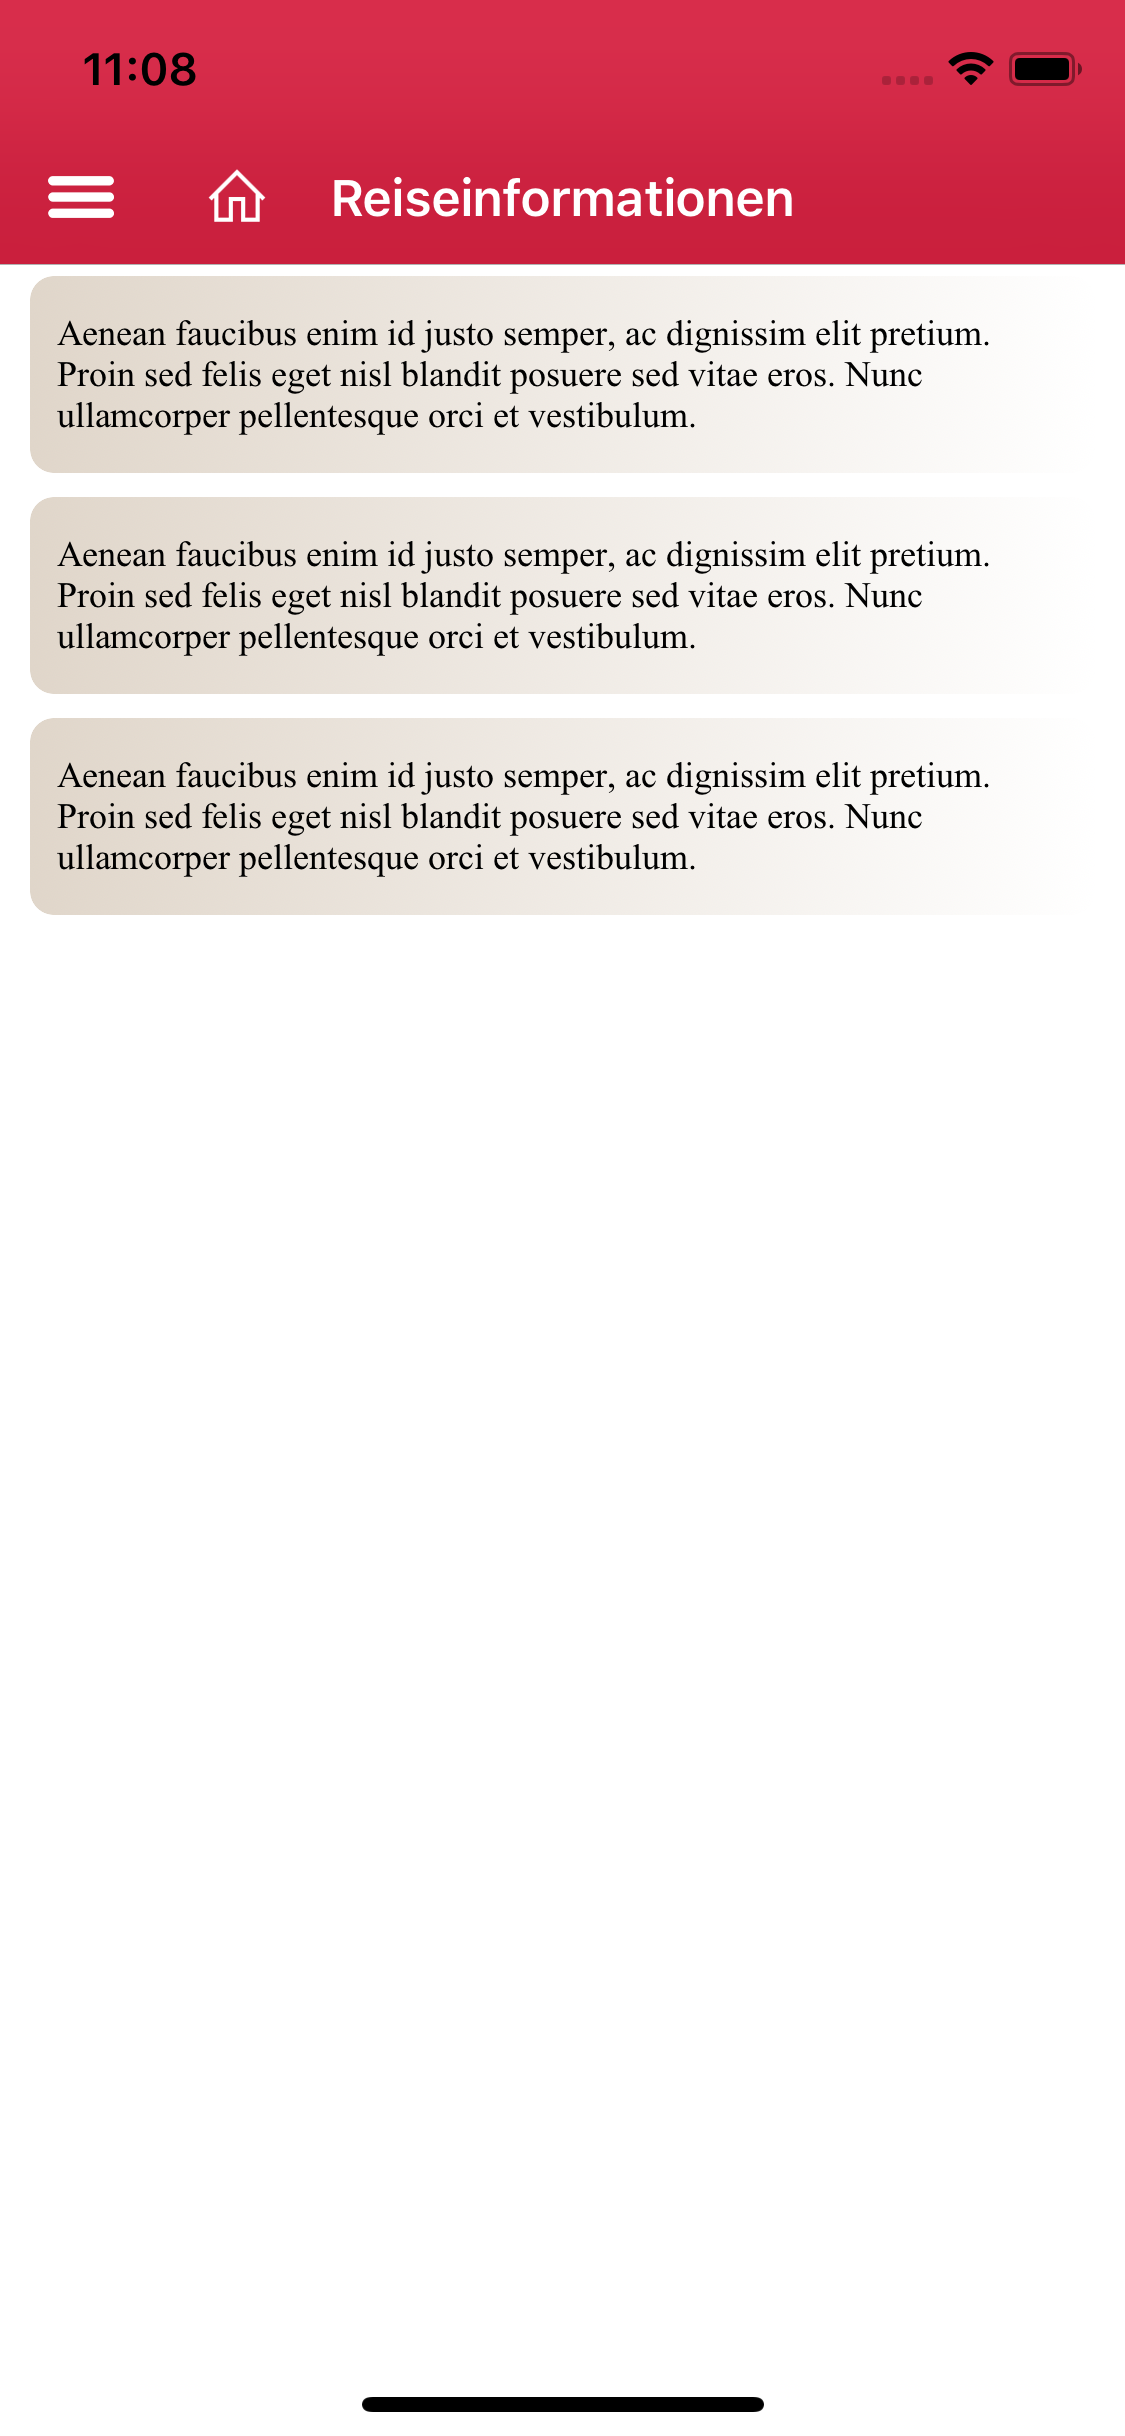 11:08
Reiseinformationen
Aenean faucibus enim id justo semper, ac dignissim elit pretium.
Proin sed felis eget nisl blandit posuere sed vitae eros. Nunc
ullamcorper pellentesque orci et vestibulum.
Aenean faucibus enim id justo semper, ac dignissim elit pretium.
Proin sed felis eget nisl blandit posuere sed vitae eros. Nunc
ullamcorper pellentesque orci et vestibulum.
Aenean faucibus enim id justo semper, ac dignissim elit pretium.
Proin sed felis eget nisl blandit posuere sed vitae eros. Nunc
ullamcorper pellentesque orci et vestibulum.